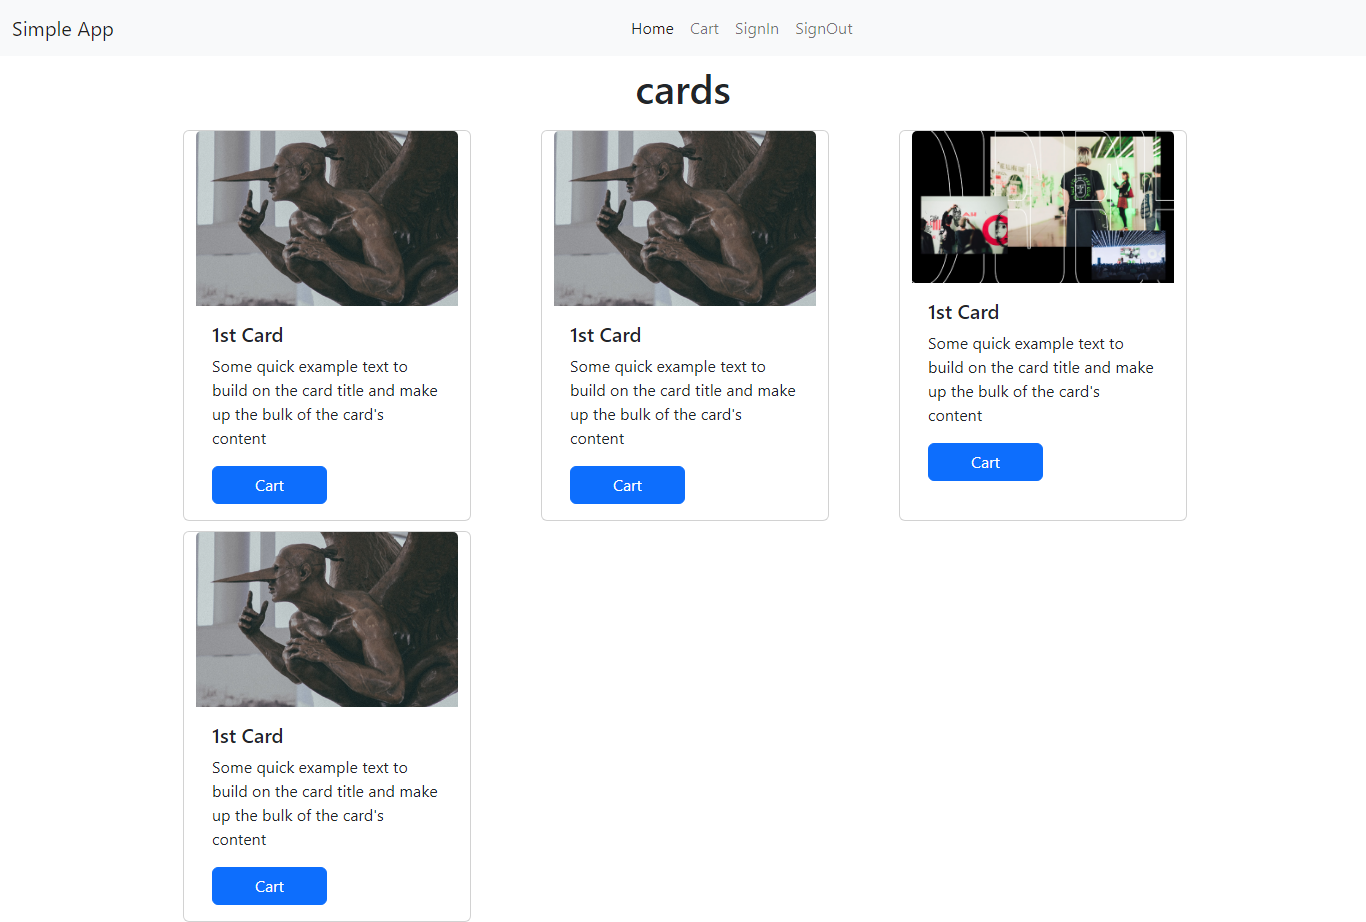 Simple App
Home Cart SignIn SignOut
cards
1st Card
Some quick example text to
build on the card title and make
up the bulk of the card's
content
Cart
1st Card
Some quick example text to
build on the card title and make
up the bulk of the card's
content
Cart
1st Card
Some quick example text to
build on the card title and make
up the bulk of the card's
content
Cart
1st Card
Some quick example text to
build on the card title and make
up the bulk of the card's
content
Cart